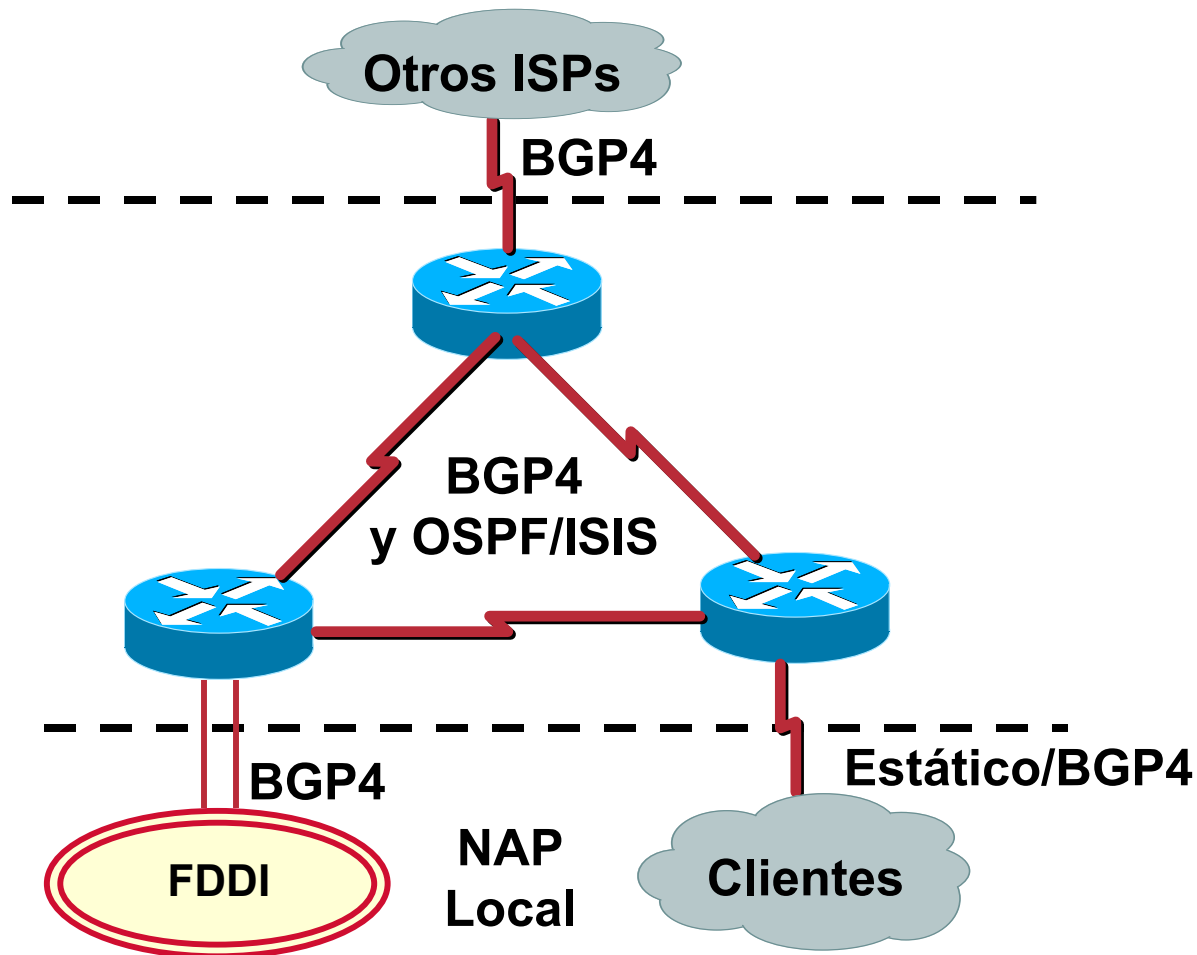 Otros ISPs
BGP4
BGP4
y OSPF/ISIS
BGP4
Estático/BGP4
FDDI
NAP
Local
Clientes